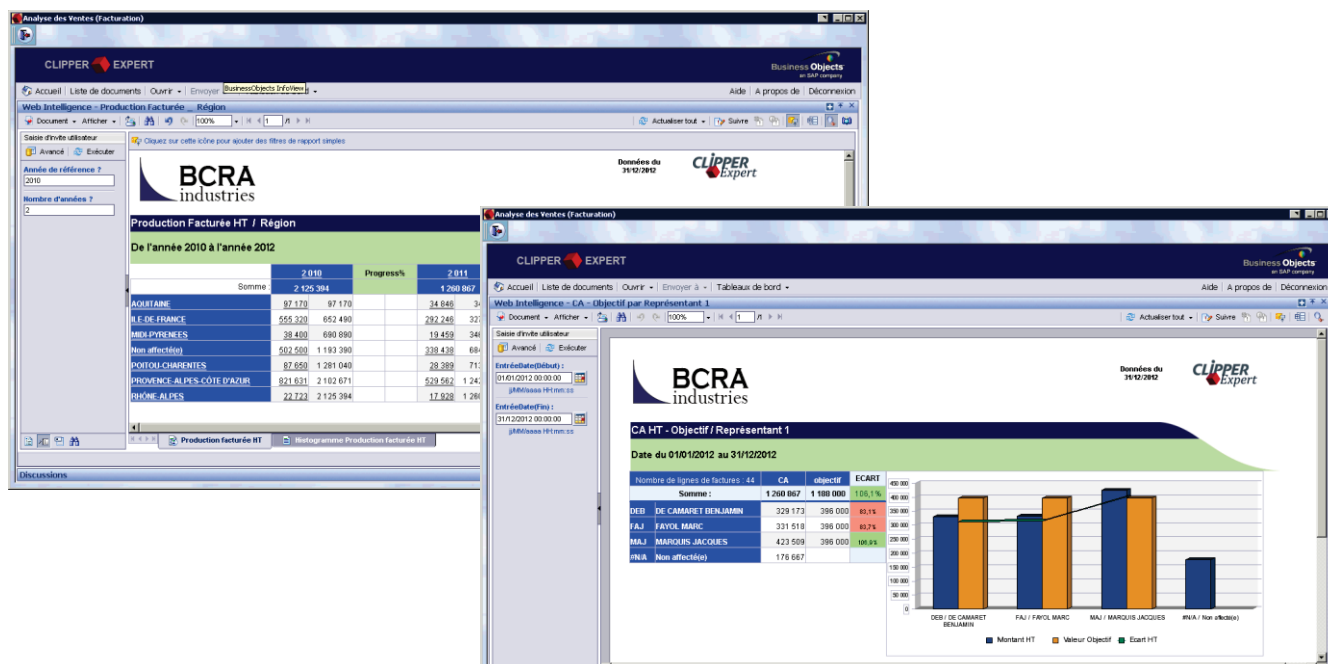 Analyse des Ventes (Facturation)
CLIPPER EXPERT
Business Objects
an SAP company
Accueil Liste de documents Ouvrir Envoyer
BusinessObjects InfoView
Aide A propos de Déconnexion
Web Intelligence - Production Facturée _ Région
Document Afficher 100% 1 /1 Actualiser tout Suivre
Saisie d'invite utilisateur
Cliquez sur cette icône pour ajouter des filtres de rapport simples
Avancé Exécuter
Année de référence ?
2010
Nombre d'années ?
2
BCRA
industries
Données du
31/12/2012
CLIPPER
Expert
Production Facturée HT / Région
De l'année 2010 à l'année 2012
2 010 Progress% 2 011
Somme : 2 125 394 1 260 867
AQUITAINE 97 170 97 170 34 846
ILE-DE-FRANCE 555 320 652 490 292 246
MIDI-PYRENEES 38 400 690 890 19 459
Non affecté(e) 502 500 1 193 390 338 438
POITOU-CHARENTES 87 650 1 281 040 28 389
PROVENCE-ALPES-CÔTE D'AZUR 821 631 2 102 671 529 562
RHÔNE-ALPES 22 723 2 125 394 17 928
Production facturée HT Histogramme Production facturée HT
Discussions
Analyse des Ventes (Facturation)
CLIPPER EXPERT
Business Objects
an SAP company
Accueil Liste de documents Ouvrir Envoyer à Tableaux de bord
Aide A propos de Déconnexion
Web Intelligence - CA - Objectif par Représentant 1
Document Afficher 100% 1 /1 Actualiser tout Suivre
Saisie d'invite utilisateur
Avancé Exécuter
EntréeDate(Début) :
01/01/2012 00:00:00
jj/MM/aaaa HH:mm:ss
EntréeDate(Fin) :
31/12/2012 00:00:00
jj/MM/aaaa HH:mm:ss
BCRA
industries
Données du
31/12/2012
CLIPPER
Expert
CA HT - Objectif / Représentant 1
Date du 01/01/2012 au 31/12/2012
Nombre de lignes de factures : 44 CA objectif ECART
Somme : 1 260 867 1 188 000 106,1%
DEB DE CAMARET BENJAMIN 329 173 396 000 83,1%
FAJ FAYOL MARC 331 518 396 000 83,7%
MAJ MARQUIS JACQUES 423 509 396 000 106,9%
#N/A Non affecté(e) 176 667
450 000
400 000
350 000
300 000
250 000
200 000
150 000
100 000
50 000
0
DEB / DE CAMARET BENJAMIN FAJ / FAYOL MARC MAJ / MARQUIS JACQUES #N/A / Non affecté(e)
Montant HT Valeur Objectif Ecart HT